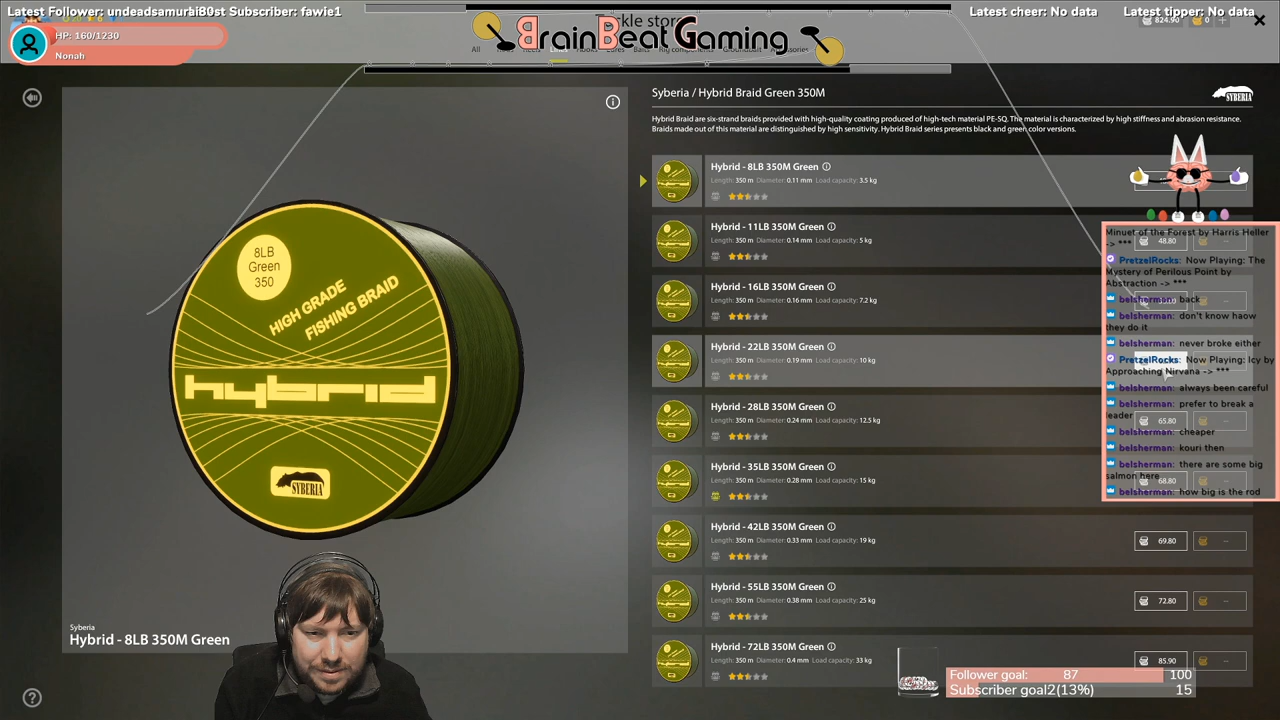 Latest Follower: undeadsamurai80
st Subscriber: fawie1
Latest cheer: No data
Latest tipper: No data
HP: 160/1230
Nonah
BrainBeat Gaming
All
824.90
0
Syberia / Hybrid Braid Green 350M
SYBERIA
Hybrid Braid are six-strand braids provided with high-quality coating produced of high-tech material PE-SQ. The material is characterized by high stiffness and abrasion resistance.
Braids made out of this material are distinguished by high sensitivity. Hybrid Braid series presents black and green color versions.
Hybrid - 8LB 350M Green
Length: 350 m Diameter: 0.11 mm Load capacity: 3.5 kg
Hybrid - 11LB 350M Green
Length: 350 m Diameter: 0.14 mm Load capacity: 5 kg
48.80
Hybrid - 16LB 350M Green
Length: 350 m Diameter: 0.16 mm Load capacity: 7.2 kg
Hybrid - 22LB 350M Green
Length: 350 m Diameter: 0.19 mm Load capacity: 10 kg
Hybrid - 28LB 350M Green
Length: 350 m Diameter: 0.24 mm Load capacity: 12.5 kg
65.80
Hybrid - 35LB 350M Green
Length: 350 m Diameter: 0.28 mm Load capacity: 15 kg
68.80
Hybrid - 42LB 350M Green
Length: 350 m Diameter: 0.33 mm Load capacity: 19 kg
69.80
Hybrid - 55LB 350M Green
Length: 350 m Diameter: 0.38 mm Load capacity: 25 kg
72.80
Hybrid - 72LB 350M Green
Length: 350 m Diameter: 0.4 mm Load capacity: 33 kg
85.90
8LB
Green
350
HIGH GRADE
FISHING BRAID
hybrid
SYBERIA
Syberia
Hybrid - 8LB 350M Green
Minuet of the Forest by Harris Heller
-> ***
PretzelRocks: Now Playing: The
Mystery of Perilous Point by
Abstraction -> ***
belsherman: back
belsherman: don't know haow
they do it
belsherman: never broke either
PretzelRocks: Now Playing: Icy by
Approaching Nirvana -> ***
belsherman: always been careful
belsherman: prefer to break a
leader
belsherman: cheaper
belsherman: kouri then
belsherman: there are some big
salmon here
belsherman: how big is the rod
Follower goal: 87 100
Subscriber goal2(13%) 15